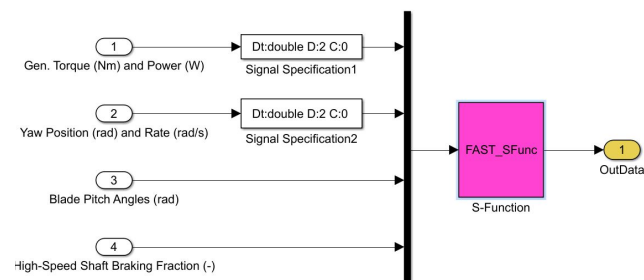 1
Dt:double D:2 C:0
Gen. Torque (Nm) and Power (W)
Signal Specification1
2
Dt:double D:2 C:0
Yaw Position (rad) and Rate (rad/s)
Signal Specification2
3
Blade Pitch Angles (rad)
4
High-Speed Shaft Braking Fraction (-)
FAST_SFunc
S-Function
1
OutData